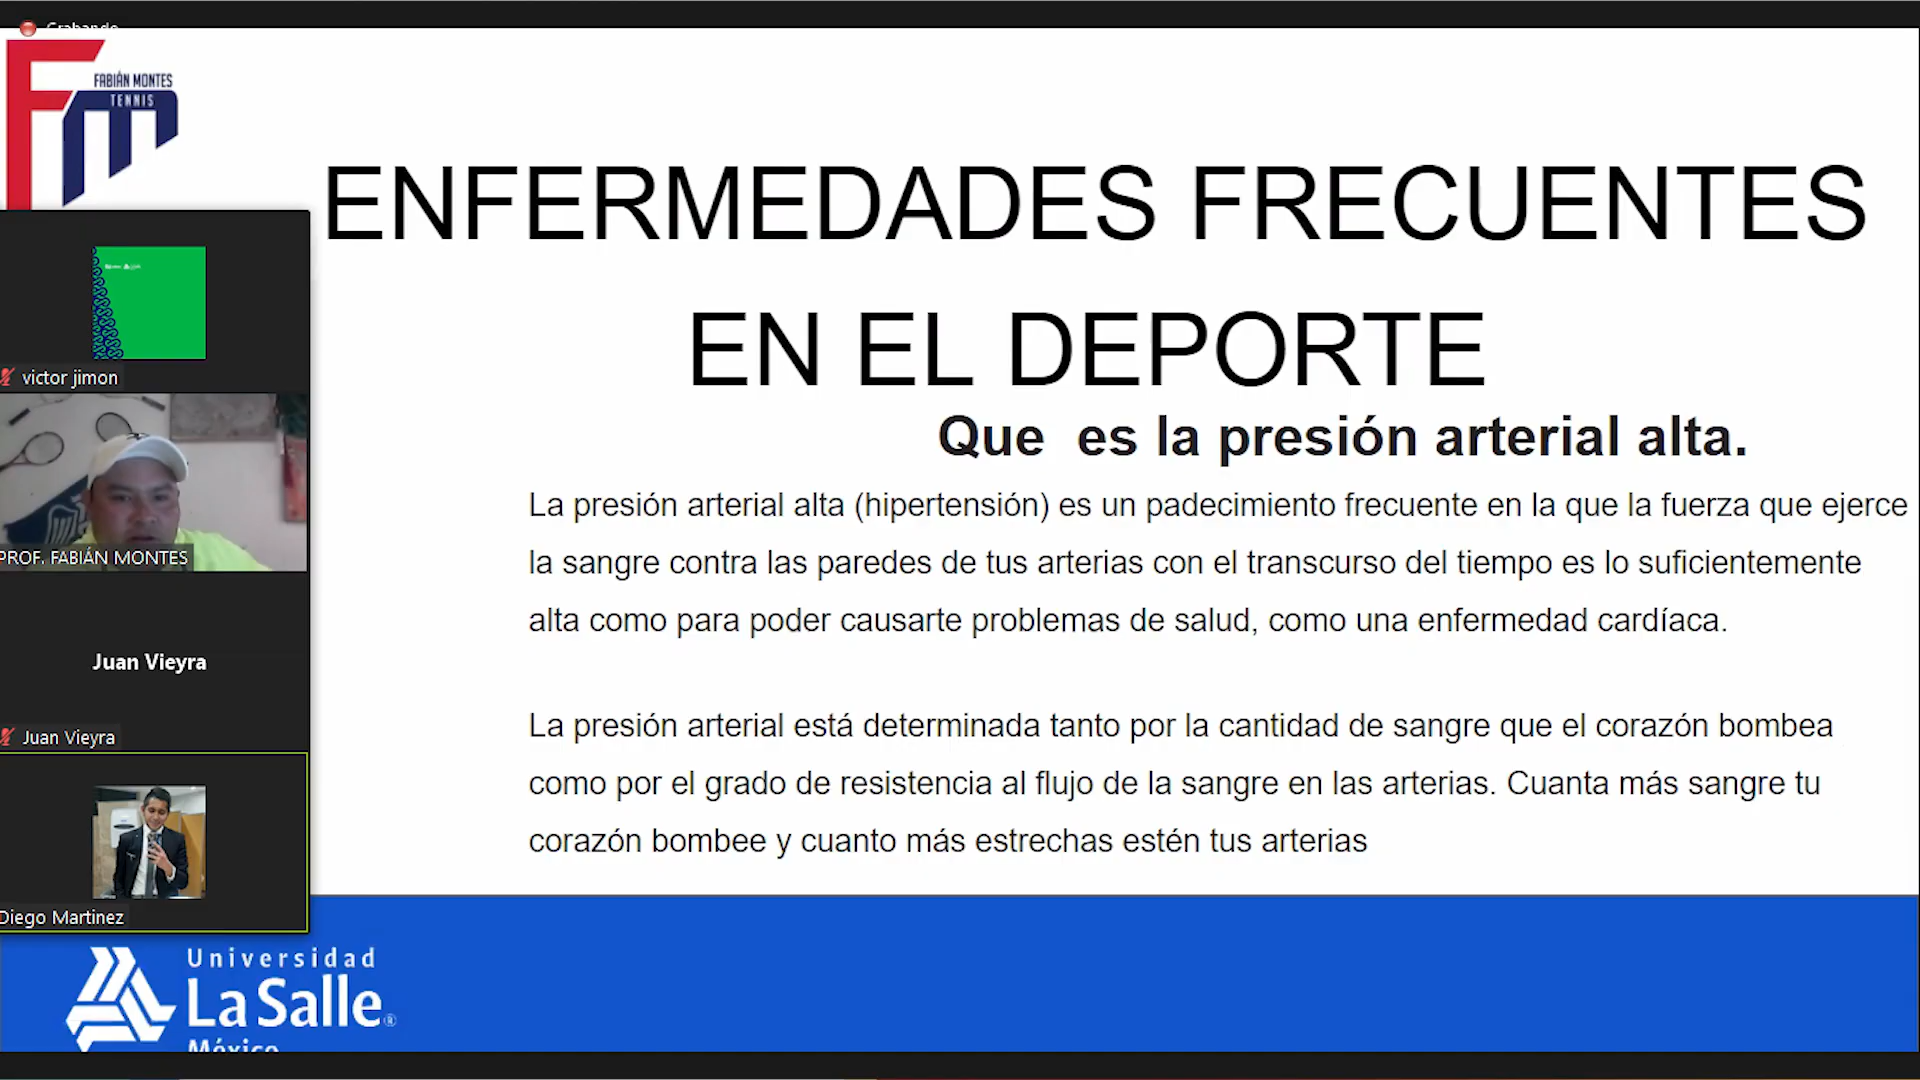 Grabando
FABIÁN MONTES
TENNIS
ENFERMEDADES FRECUENTES
EN EL DEPORTE
Que  es la presión arterial alta.
La presión arterial alta (hipertensión) es un padecimiento frecuente en la que la fuerza que ejerce
la sangre contra las paredes de tus arterias con el transcurso del tiempo es lo suficientemente
alta como para poder causarte problemas de salud, como una enfermedad cardíaca.
La presión arterial está determinada tanto por la cantidad de sangre que el corazón bombea
como por el grado de resistencia al flujo de la sangre en las arterias. Cuanta más sangre tu
corazón bombee y cuanto más estrechas estén tus arterias
victor jimon
PROF. FABIÁN MONTES
Juan Vieyra
Juan Vieyra
Diego Martinez
Universidad
La Salle®
México